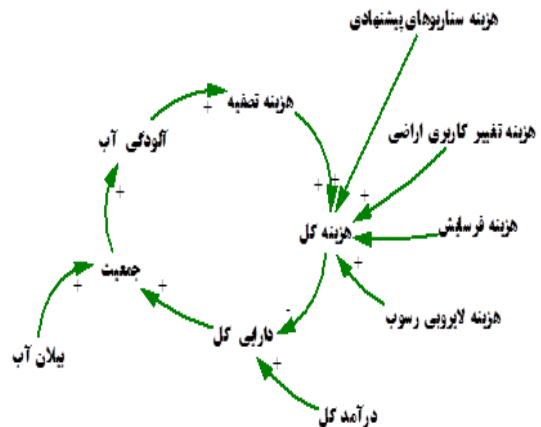 هزینه سناریوهای پیشنهادی
هزینه تصفیه
آلودگی آب
هزینه تغییر کاربری اراضی
هزینه فرسایش
هزینه کل
جمعیت
هزینه لایروبی رسوب
دارایی کل
بیلان آب
درآمد کل
+
+
+
+
+
+
+
+
-
+